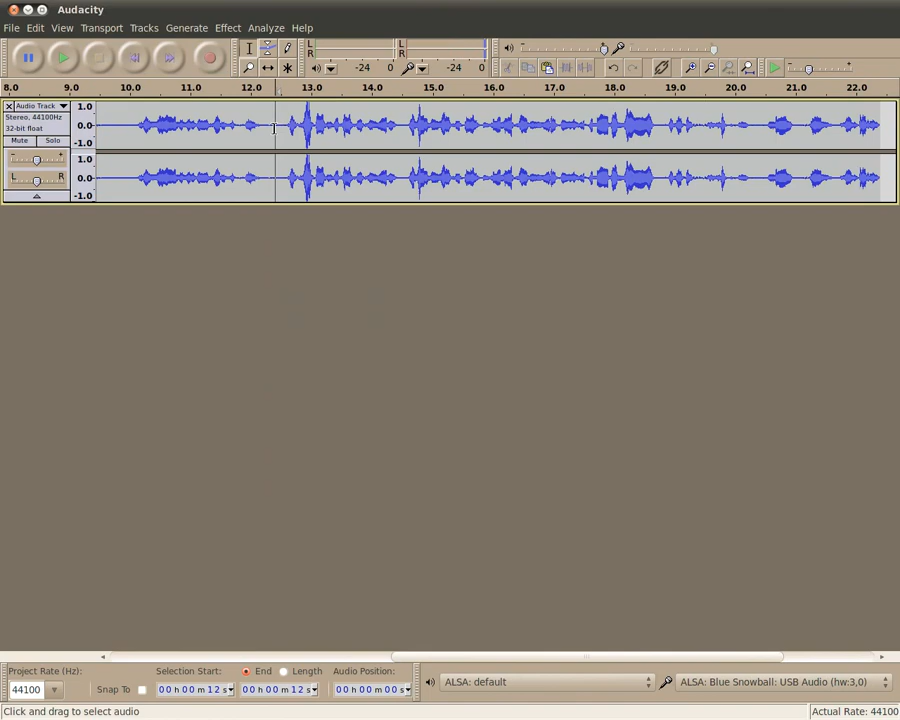 Audacity
File Edit View Transport Tracks Generate Effect Analyze Help
L
R
L
R
-24 0
-24 0
8.0 9.0 10.0 11.0 12.0 13.0 14.0 15.0 16.0 17.0 18.0 19.0 20.0 21.0 22.0
Audio Track
Stereo, 44100Hz
32-bit float
Mute Solo
- +
L R
1.0
0.0
-1.0
1.0
0.0
-1.0
Project Rate (Hz):
44100
Snap To
Selection Start:
00 h 00 m 12 s
End
Length
00 h 00 m 12 s
Audio Position:
00 h 00 m 00 s
ALSA: default
ALSA: Blue Snowball: USB Audio (hw:3,0)
Click and drag to select audio
Actual Rate: 44100